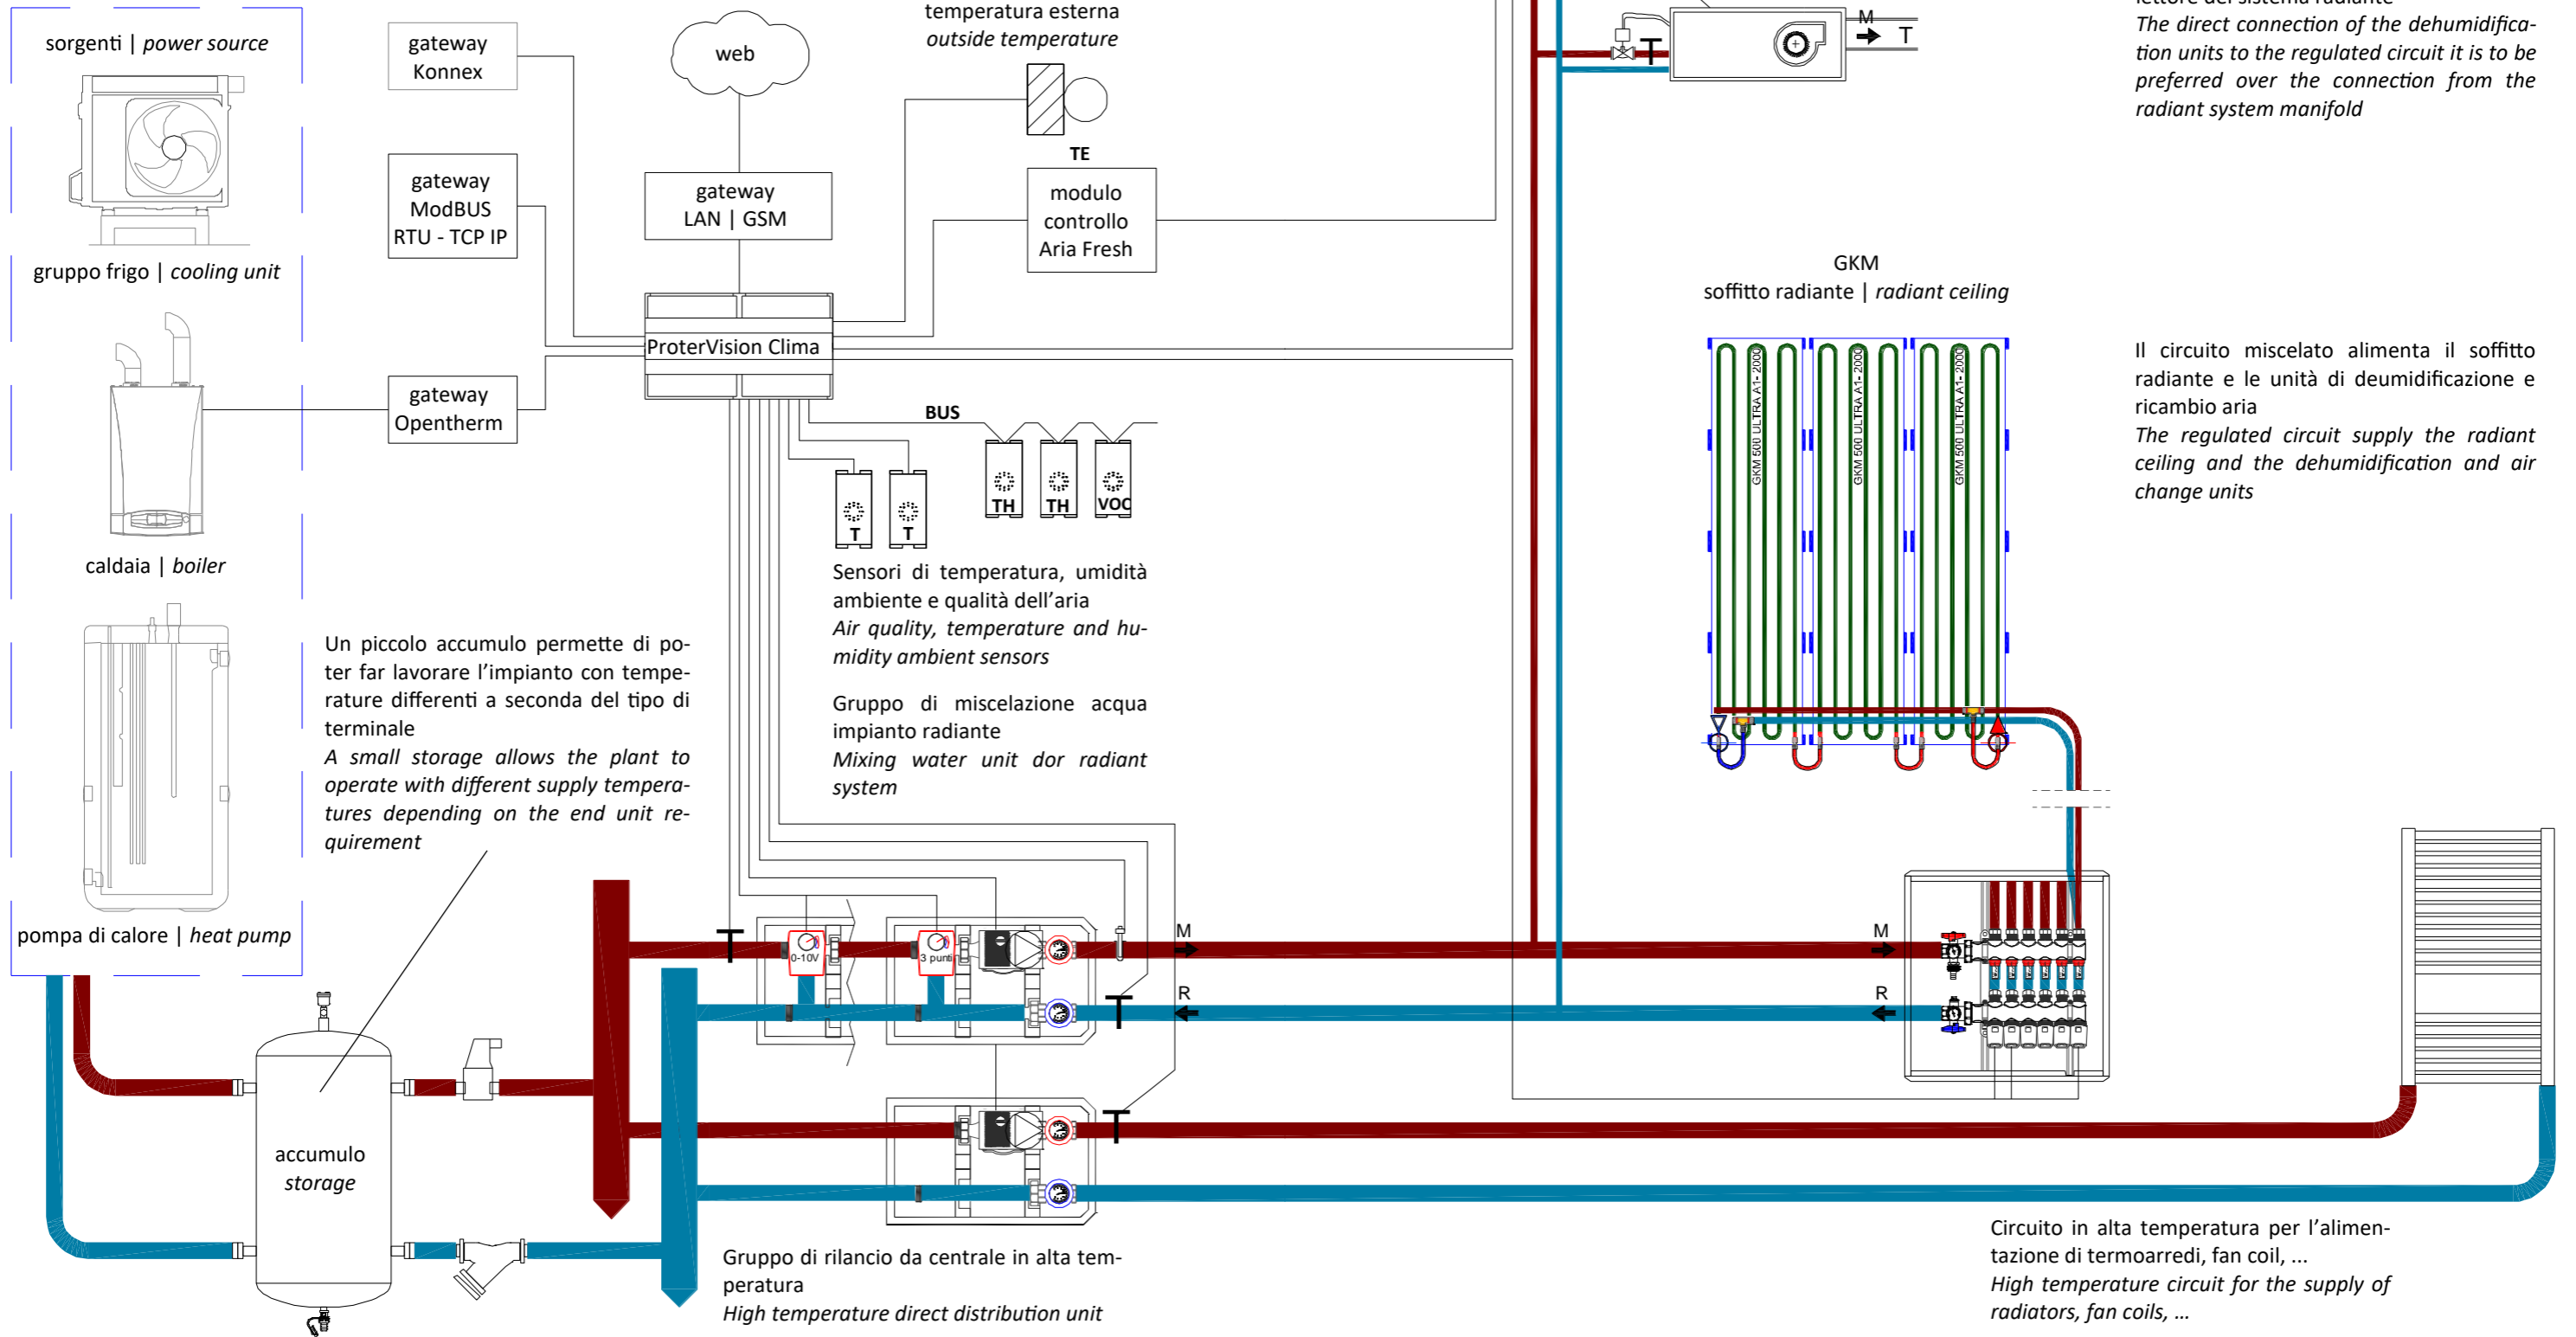 sorgenti | power source
gruppo frigo | cooling unit
caldaia | boiler
pompa di calore | heat pump
gateway
Konnex
gateway
ModBUS
RTU - TCP IP
gateway
Opentherm
web
gateway
LAN | GSM
ProterVision Clima
temperatura esterna
outside temperature
TE
modulo
controllo
Aria Fresh
BUS
T
T
TH
TH
VOC
Sensori di temperatura, umidità
ambiente e qualità dell’aria
Air quality, temperature and hu-
midity ambient sensors
Gruppo di miscelazione acqua
impianto radiante
Mixing water unit dor radiant
system
Un piccolo accumulo permette di po-
ter far lavorare l’impianto con tempe-
rature differenti a seconda del tipo di
terminale
A small storage allows the plant to
operate with different supply tempera-
tures depending on the end unit re-
quirement
accumulo
storage
T
0-10V
3 punti
M
R
T
T
M
R
Gruppo di rilancio da centrale in alta tem-
peratura
High temperature direct distribution unit
T
M
T
lettore del sistema radiante
The direct connection of the dehumidifica-
tion units to the regulated circuit it is to be
preferred over the connection from the
radiant system manifold
GKM
soffitto radiante | radiant ceiling
GKM 500 ULTRA A1- 2000
GKM 500 ULTRA A1- 2000
GKM 500 ULTRA A1- 2000
Il circuito miscelato alimenta il soffitto
radiante e le unità di deumidificazione e
ricambio aria
The regulated circuit supply the radiant
ceiling and the dehumidification and air
change units
Circuito in alta temperatura per l’alimen-
tazione di termoarredi, fan coil, ...
High temperature circuit for the supply of
radiators, fan coils, ...